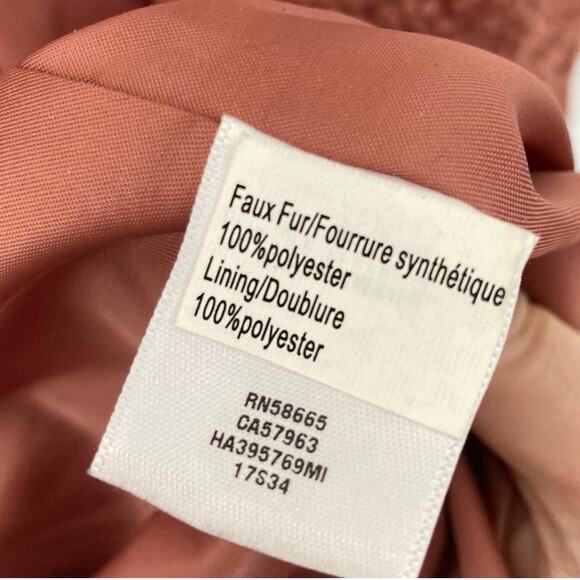 Faux Fur/Fourrure synthétique
100%polyester
Lining/Doublure
100%polyester
RN58665
CA57963
HA395769MI
17S34